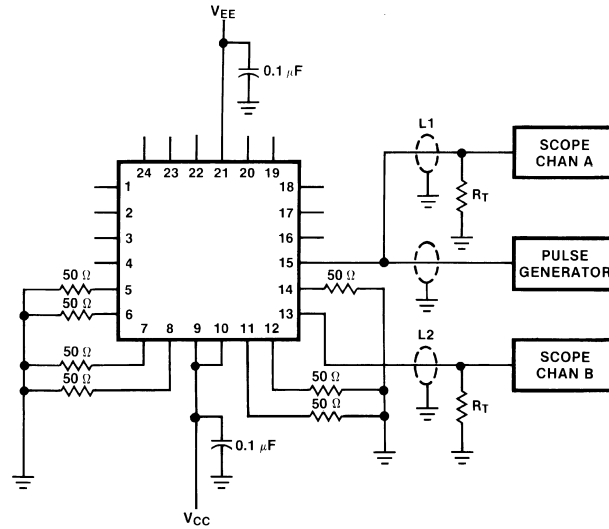 VEE
0.1 μF
L1
SCOPE
CHAN A
24 23 22 21 20 19
1
18
RT
2
17
3
16
4
15
PULSE
GENERATOR
50 Ω
5
14
50 Ω
50 Ω
6
13
7 8 9 10 11 12
L2
50 Ω
SCOPE
CHAN B
50 Ω
50 Ω
50 Ω
RT
0.1 μF
VCC